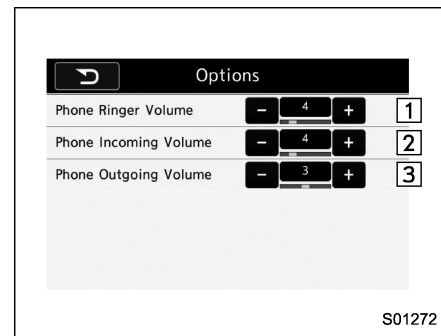 Options
Phone Ringer Volume - 4 + 1
Phone Incoming Volume - 4 + 2
Phone Outgoing Volume - 3 + 3
S01272